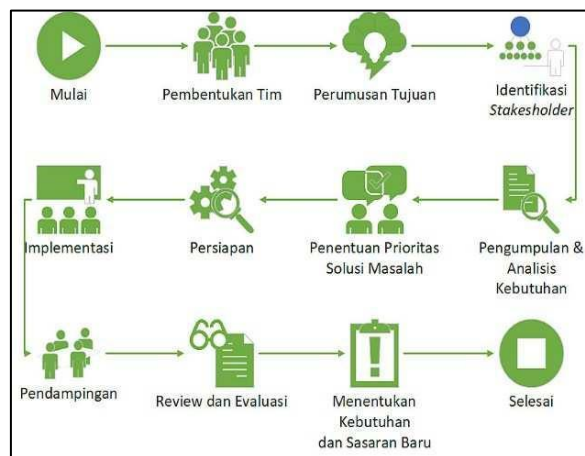 Mulai
Pembentukan Tim
Perumusan Tujuan
Identifikasi
Stakesholder
Pengumpulan &
Analisis
Kebutuhan
Penentuan Prioritas
Solusi Masalah
Persiapan
Implementasi
Pendampingan
Review dan Evaluasi
Menentukan
Kebutuhan
dan Sasaran Baru
Selesai